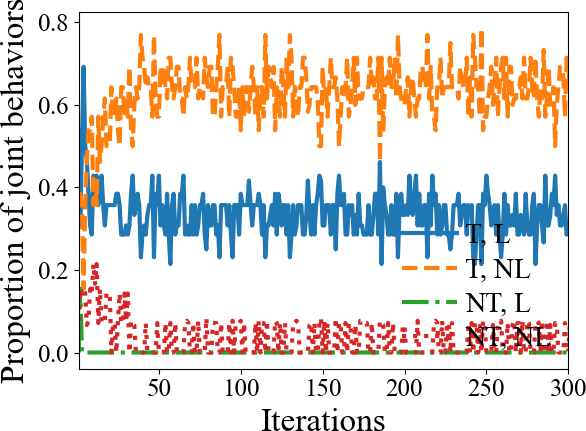 Proportion of joint behaviors
0.8
0.6
0.4
0.2
0.0
T, L
T, NL
NT, L
NT, NL
50
100
150
200
250
300
Iterations